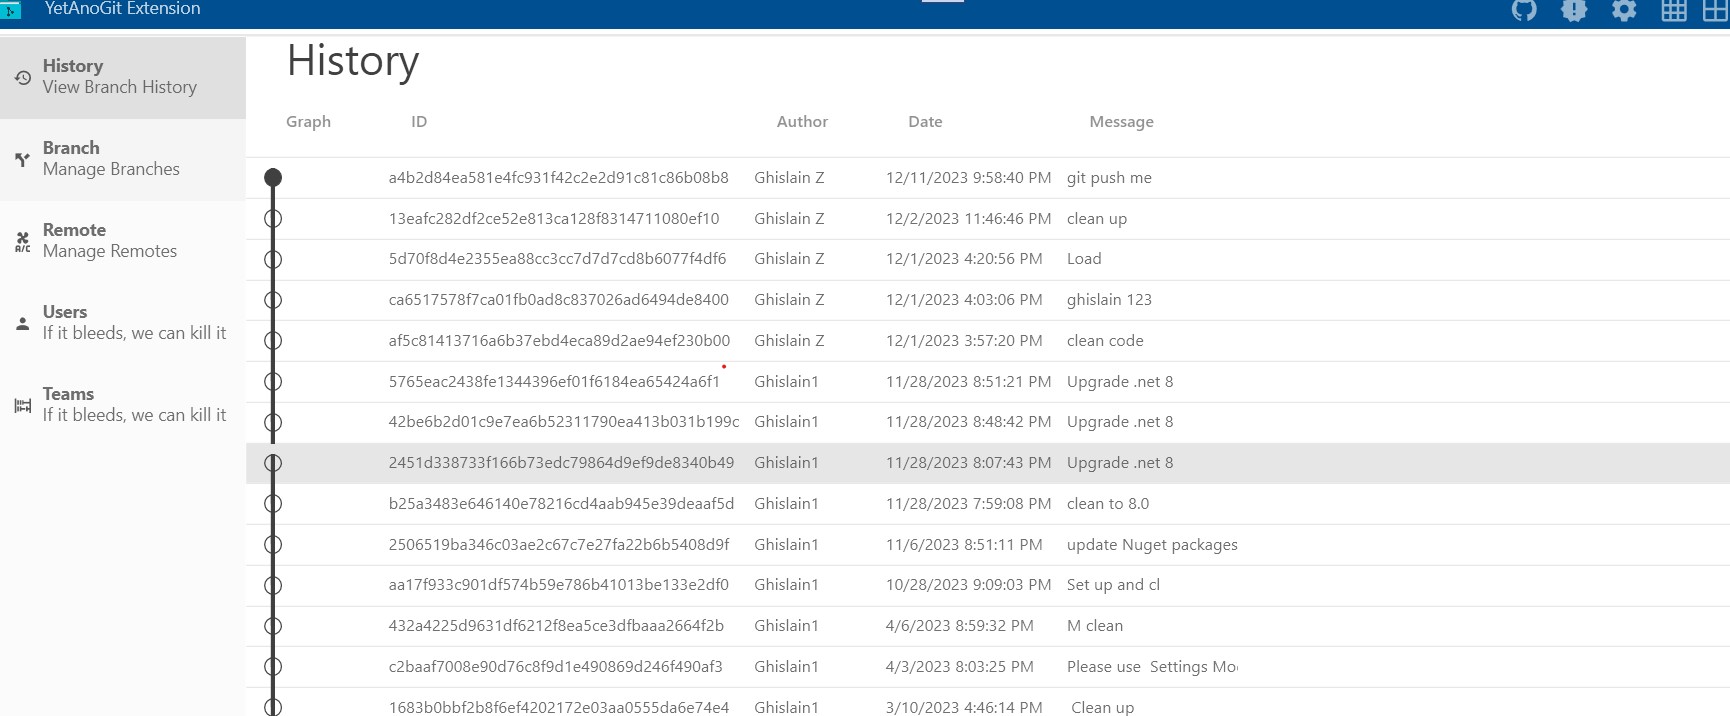 YetAnoGit Extension
History
View Branch History
Branch
Manage Branches
Remote
Manage Remotes
A/C
Users
If it bleeds, we can kill it
Teams
If it bleeds, we can kill it
History
Graph ID Author Date Message
a4b2d84ea581e4fc931f42c2e2d91c81c86b08b8 Ghislain Z 12/11/2023 9:58:40 PM git push me
13eafc282df2ce52e813ca128f8314711080ef10 Ghislain Z 12/2/2023 11:46:46 PM clean up
5d70f8d4e2355ea88cc3cc7d7d7cd8b6077f4df6 Ghislain Z 12/1/2023 4:20:56 PM Load
ca6517578f7ca01fb0ad8c837026ad6494de8400 Ghislain Z 12/1/2023 4:03:06 PM ghislain 123
af5c81413716a6b37ebd4eca89d2ae94ef230b00 Ghislain Z 12/1/2023 3:57:20 PM clean code
5765eac2438fe1344396ef01f6184ea65424a6f1 Ghislain1 11/28/2023 8:51:21 PM Upgrade .net 8
42be6b2d01c9e7ea6b52311790ea413b031b199c Ghislain1 11/28/2023 8:48:42 PM Upgrade .net 8
2451d338733f166b73edc79864d9ef9de8340b49 Ghislain1 11/28/2023 8:07:43 PM Upgrade .net 8
b25a3483e646140e78216cd4aab945e39deaaf5d Ghislain1 11/28/2023 7:59:08 PM clean to 8.0
2506519ba346c03ae2c67c7e27fa22b6b5408d9f Ghislain1 11/6/2023 8:51:11 PM update Nuget packages
aa17f933c901df574b59e786b41013be133e2df0 Ghislain1 10/28/2023 9:09:03 PM Set up and cl
432a4225d9631df6212f8ea5ce3dfbaaa2664f2b Ghislain1 4/6/2023 8:59:32 PM M clean
c2baaf7008e90d76c8f9d1e490869d246f490af3 Ghislain1 4/3/2023 8:03:25 PM Please use Settings Mo
1683b0bbf2b8f6ef4202172e03aa0555da6e74e4 Ghislain1 3/10/2023 4:46:14 PM Clean up